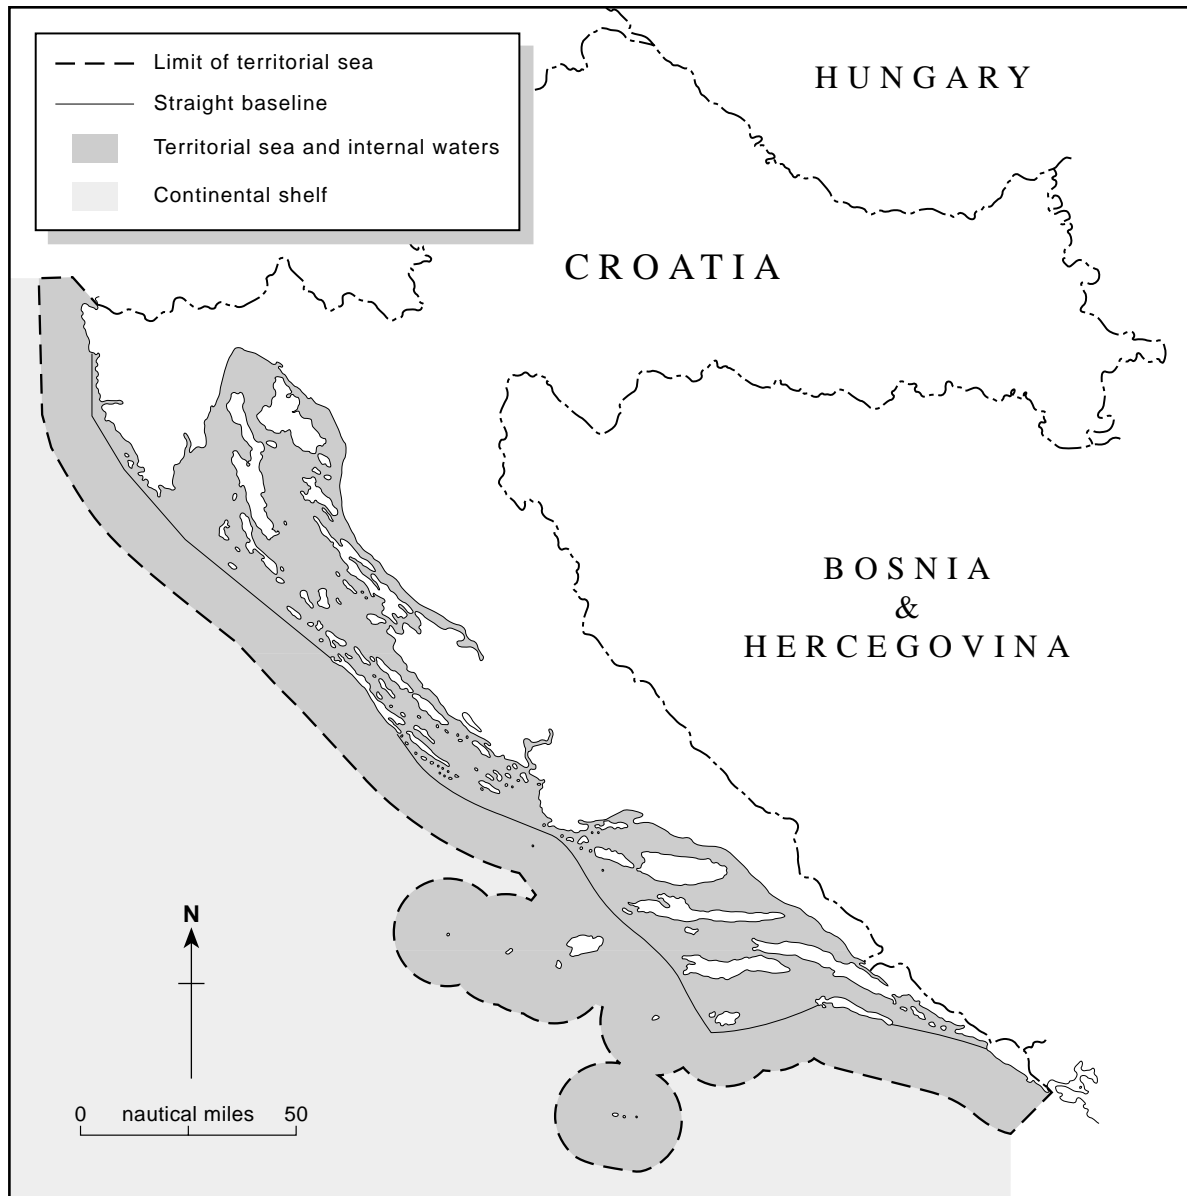 Limit of territorial sea
Straight baseline
Territorial sea and internal waters
Continental shelf
HUNGARY
CROATIA
BOSNIA
&
HERCEGOVINA
N
0 nautical miles 50